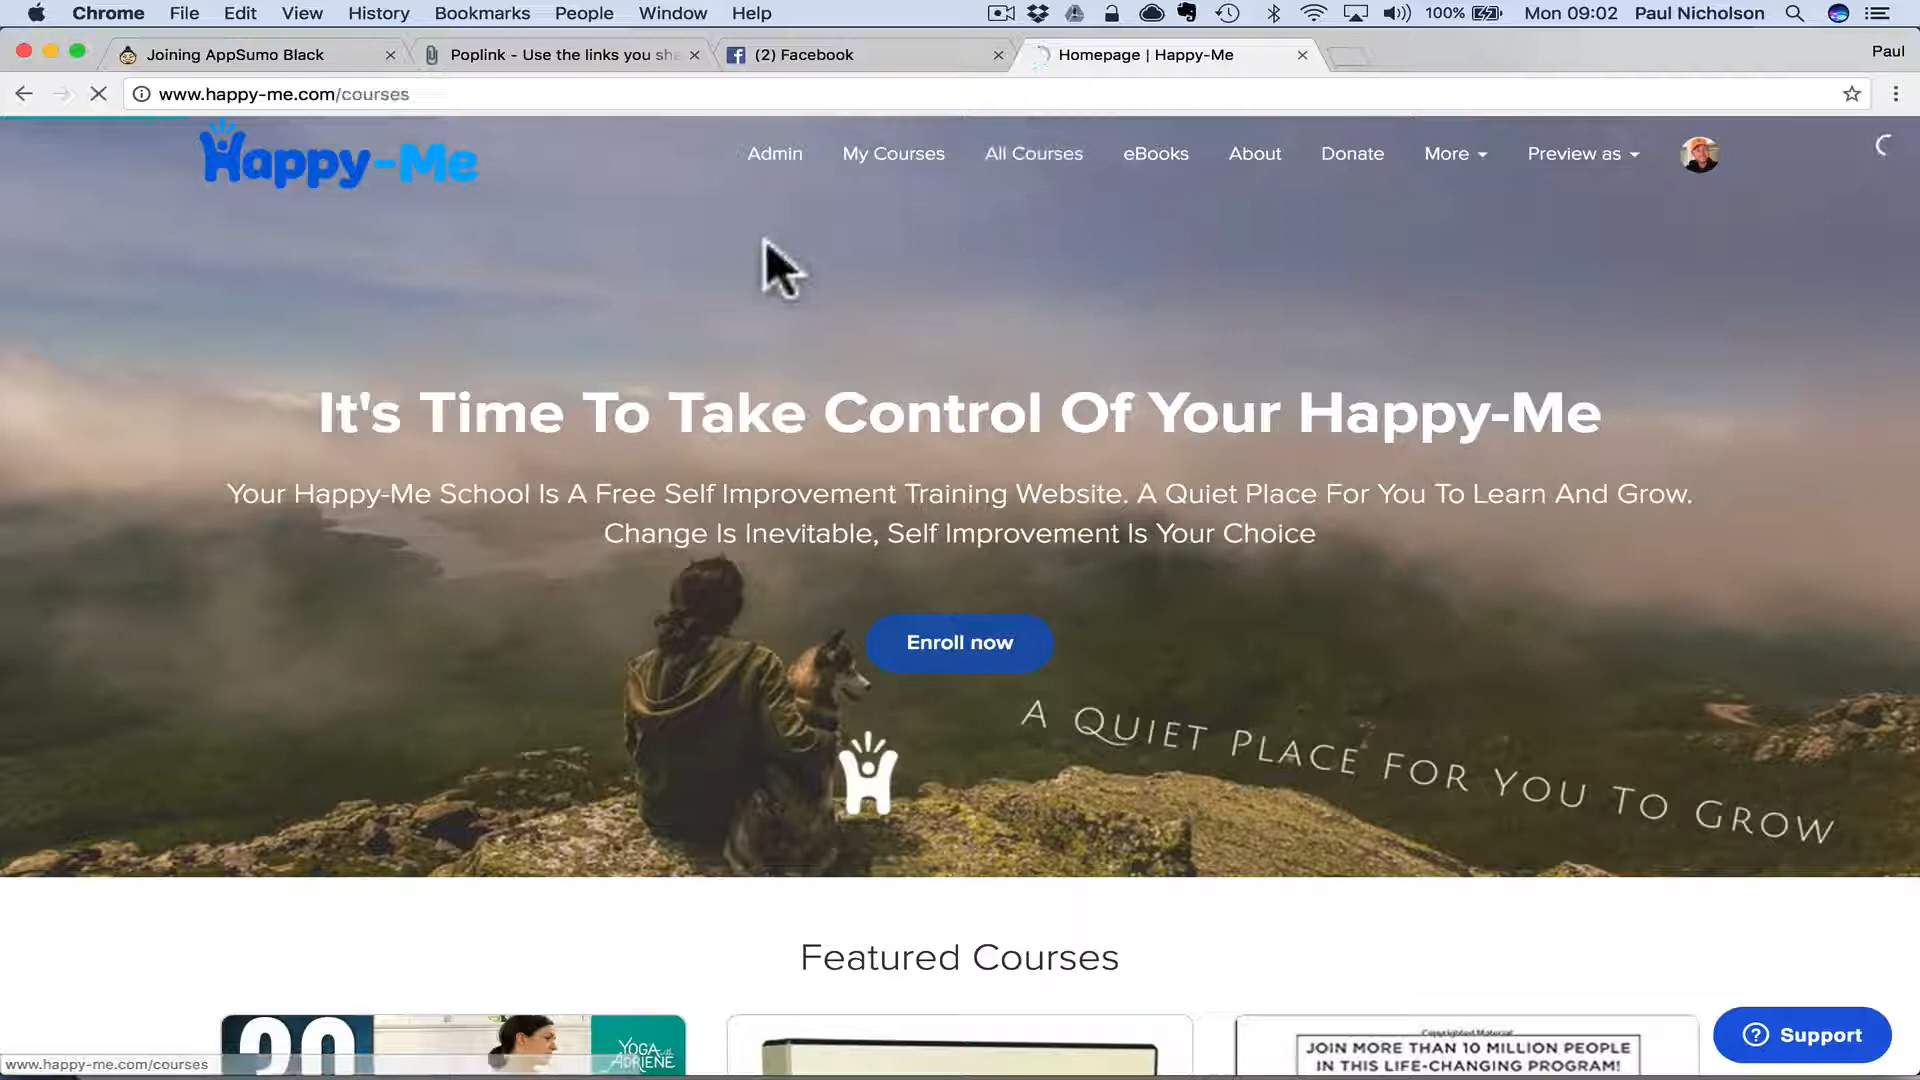 Chrome File Edit View History Bookmarks People Window Help 100% Mon 09:02 Paul Nicholson
Joining AppSumo Black Poplink - Use the links you sha (2) Facebook Homepage | Happy-Me Paul
www.happy-me.com/courses
Happy-Me Admin My Courses All Courses eBooks About Donate More Preview as
It's Time To Take Control Of Your Happy-Me
Your Happy-Me School Is A Free Self Improvement Training Website. A Quiet Place For You To Learn And Grow.
Change Is Inevitable, Self Improvement Is Your Choice
Enroll now
A QUIET PLACE FOR YOU TO GROW
Featured Courses
YOGA
ADRIENE
Copyrighted Material
JOIN MORE THAN 10 MILLION PEOPLE
IN THIS LIFE-CHANGING PROGRAM!
Support
www.happy-me.com/courses